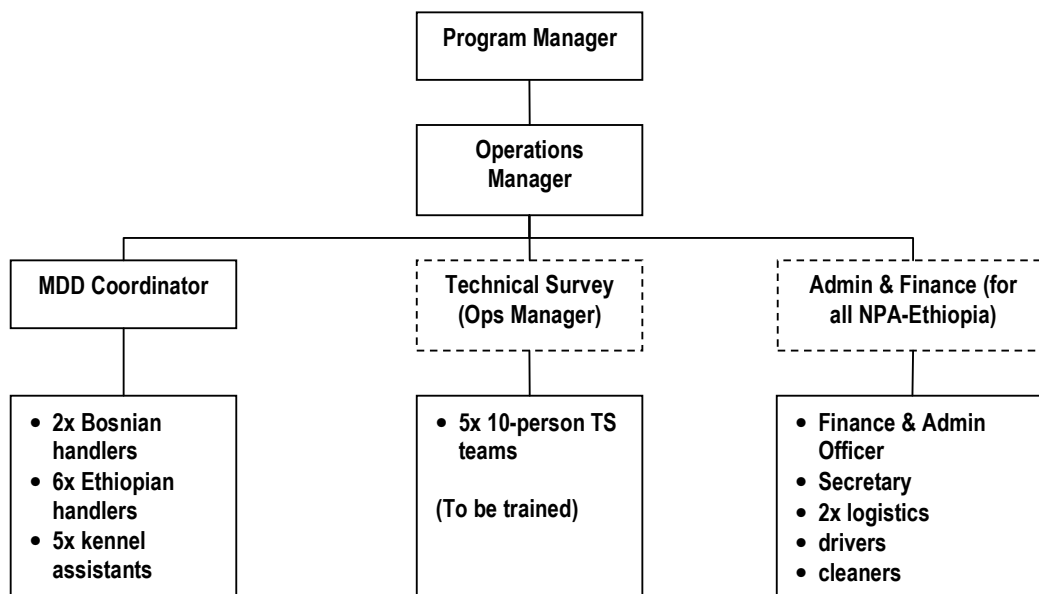 Program Manager
Operations
Manager
MDD Coordinator
Technical Survey
(Ops Manager)
Admin & Finance (for
all NPA-Ethiopia)
• 2x Bosnian
handlers
• 6x Ethiopian
handlers
• 5x kennel
assistants
• 5x 10-person TS
teams
(To be trained)
• Finance & Admin
Officer
• Secretary
• 2x logistics
• drivers
• cleaners